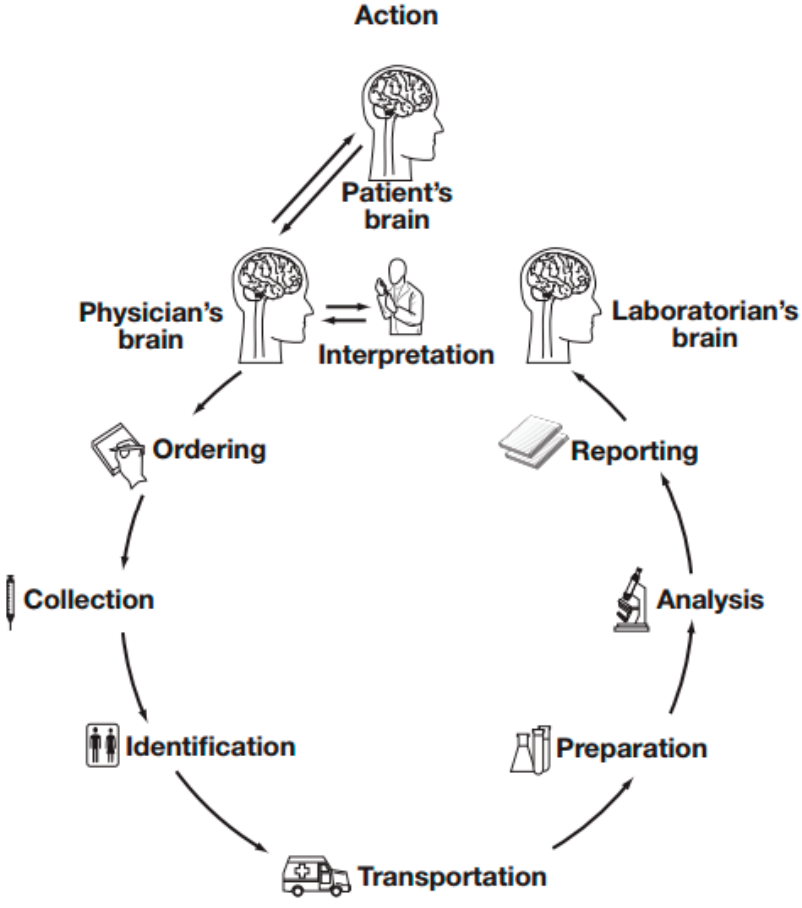 Action
Patient's
brain
Physician's
brain
Interpretation
Laboratorian's
brain
Ordering
Reporting
Collection
Analysis
Identification
Preparation
Transportation